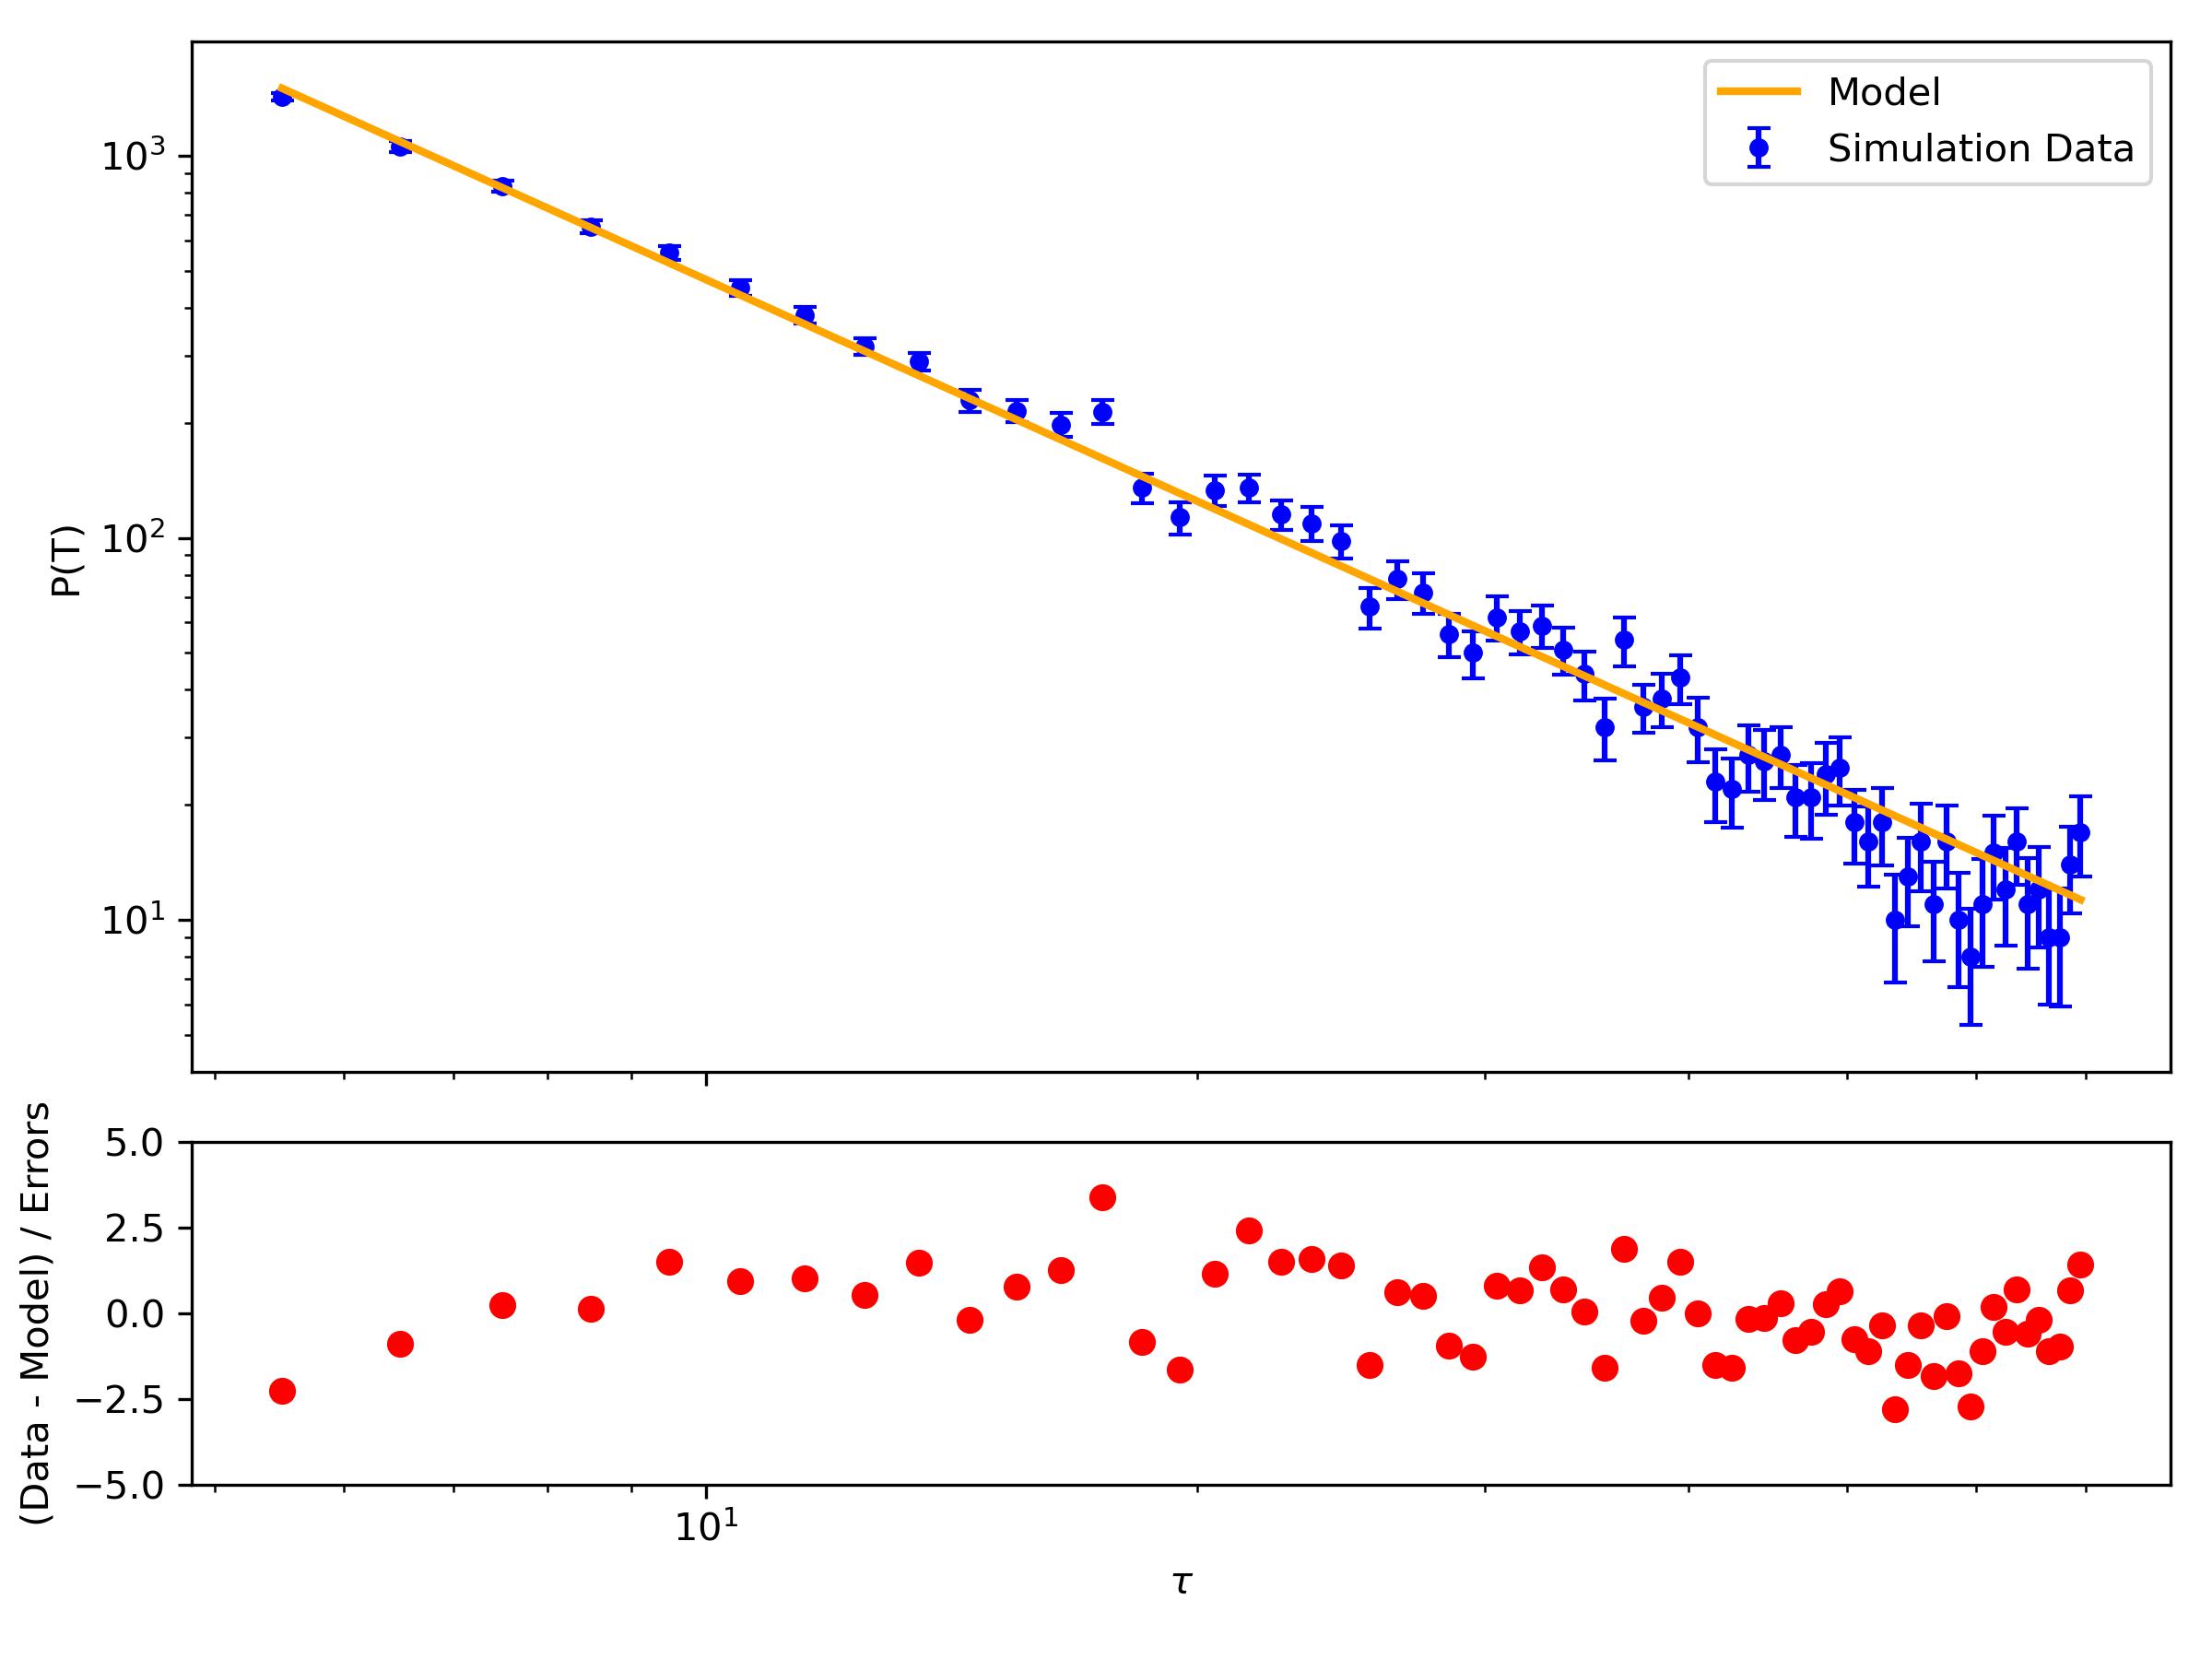 Model
Simulation Data
P(T)
10³
10²
10¹
(Data - Model) / Errors
5.0
2.5
0.0
−2.5
−5.0
10¹
τ